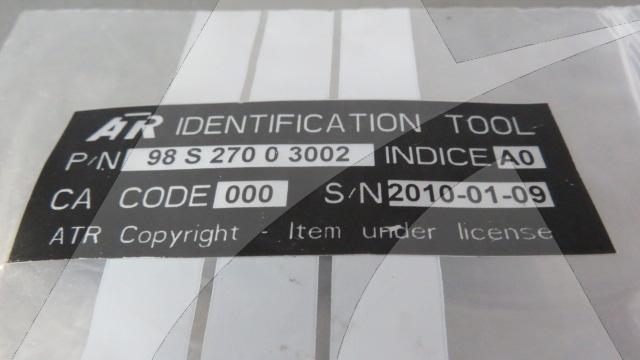 ATR IDENTIFICATION TOOL
P/N 98 S 270 0 3002 INDICE A0
CA CODE 000 S/N 2010-01-09
ATR Copyright - Item under license